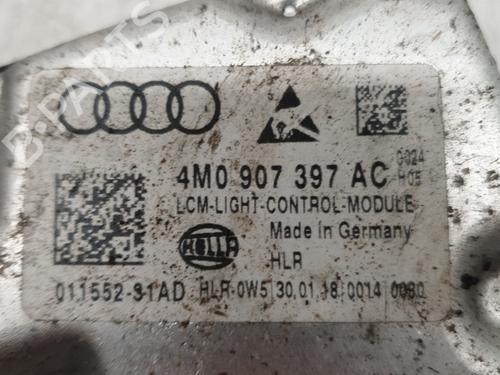 B-PARTS
0024
H05
4M0 907 397 AC
LCM-LIGHT-CONTROL-MODULE
Made in Germany
HELLA
HLR
011552-31AD HLR-0W5 30.01.18 0014 0080